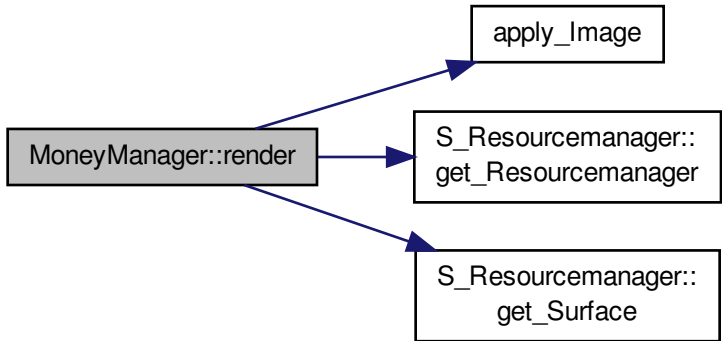 apply_Image
MoneyManager::render
S_Resourcemanager::
get_Resourcemanager
S_Resourcemanager::
get_Surface